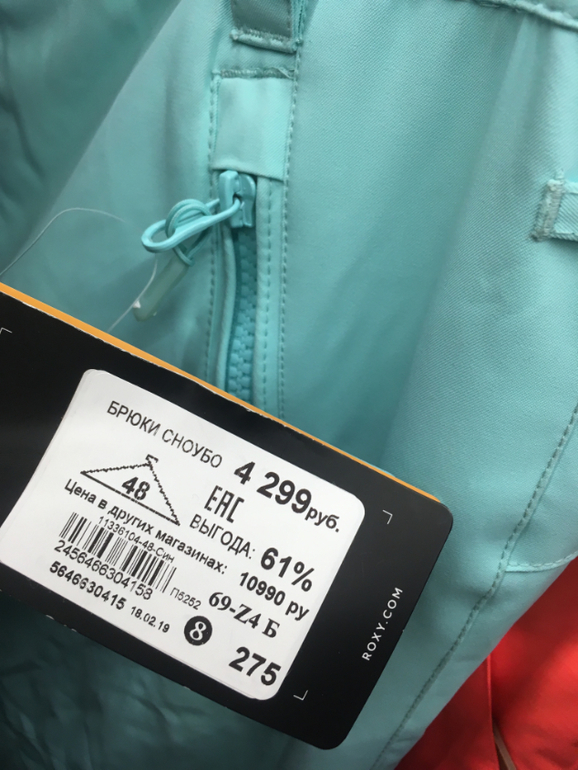 БРЮКИ СНОУБО 4 299руб.
48 ЕАС ВЫГОДА: 61%
Цена в других магазинах: 10990 РУ
11336104-48-Син
2456466304158 П5252 69-Z4 Б
5646630415 18.02.19 8 275
ROXY.COM